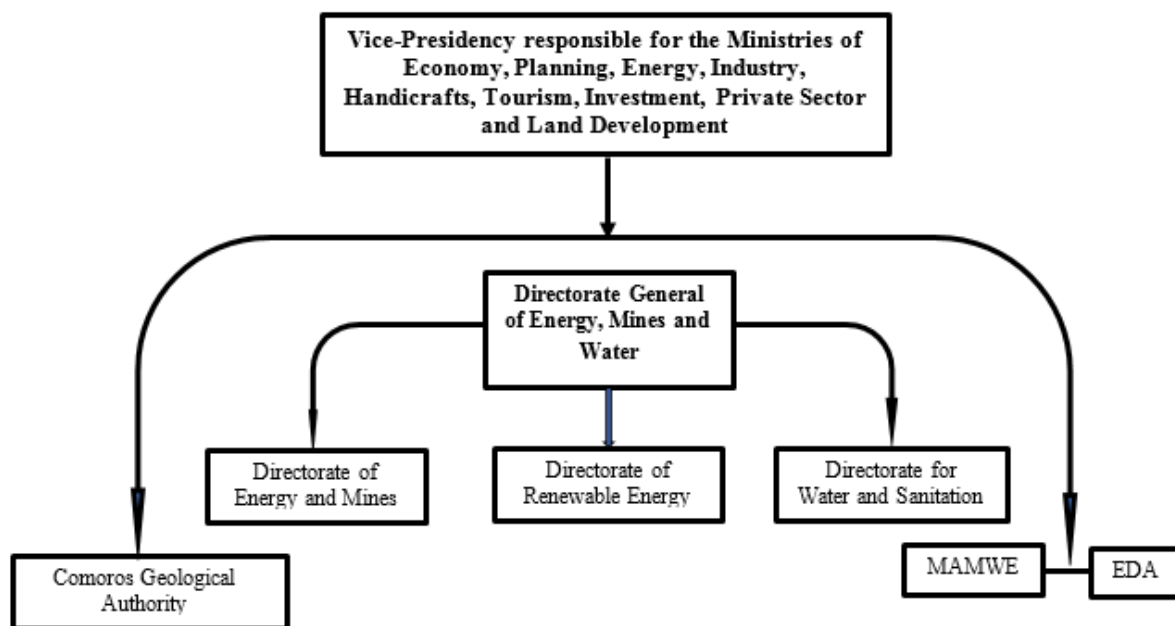 Vice-Presidency responsible for the Ministries of
Economy, Planning, Energy, Industry,
Handicrafts, Tourism, Investment, Private Sector
and Land Development
Directorate General
of Energy, Mines and
Water
Directorate of
Energy and Mines
Directorate of
Renewable Energy
Directorate for
Water and Sanitation
Comoros Geological
Authority
MAMWE
EDA